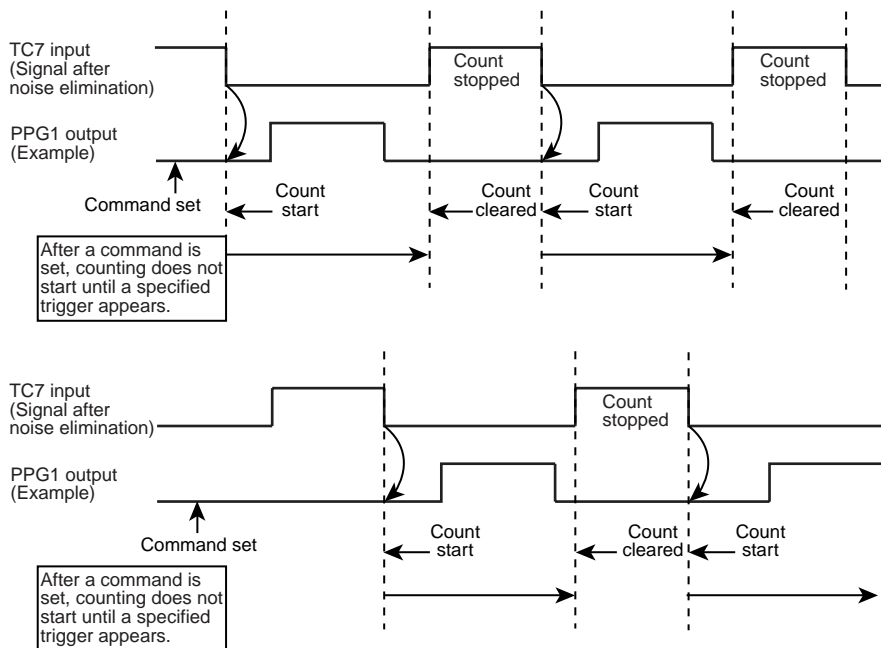 TC7 input
(Signal after
noise elimination)
Count
stopped
Count
stopped
PPG1 output
(Example)
Command set
Count
start
Count
cleared
Count
start
Count
cleared
After a command is
set, counting does not
start until a specified
trigger appears.
TC7 input
(Signal after
noise elimination)
Count
stopped
PPG1 output
(Example)
Command set
Count
start
Count
cleared
Count
start
After a command is
set, counting does not
start until a specified
trigger appears.